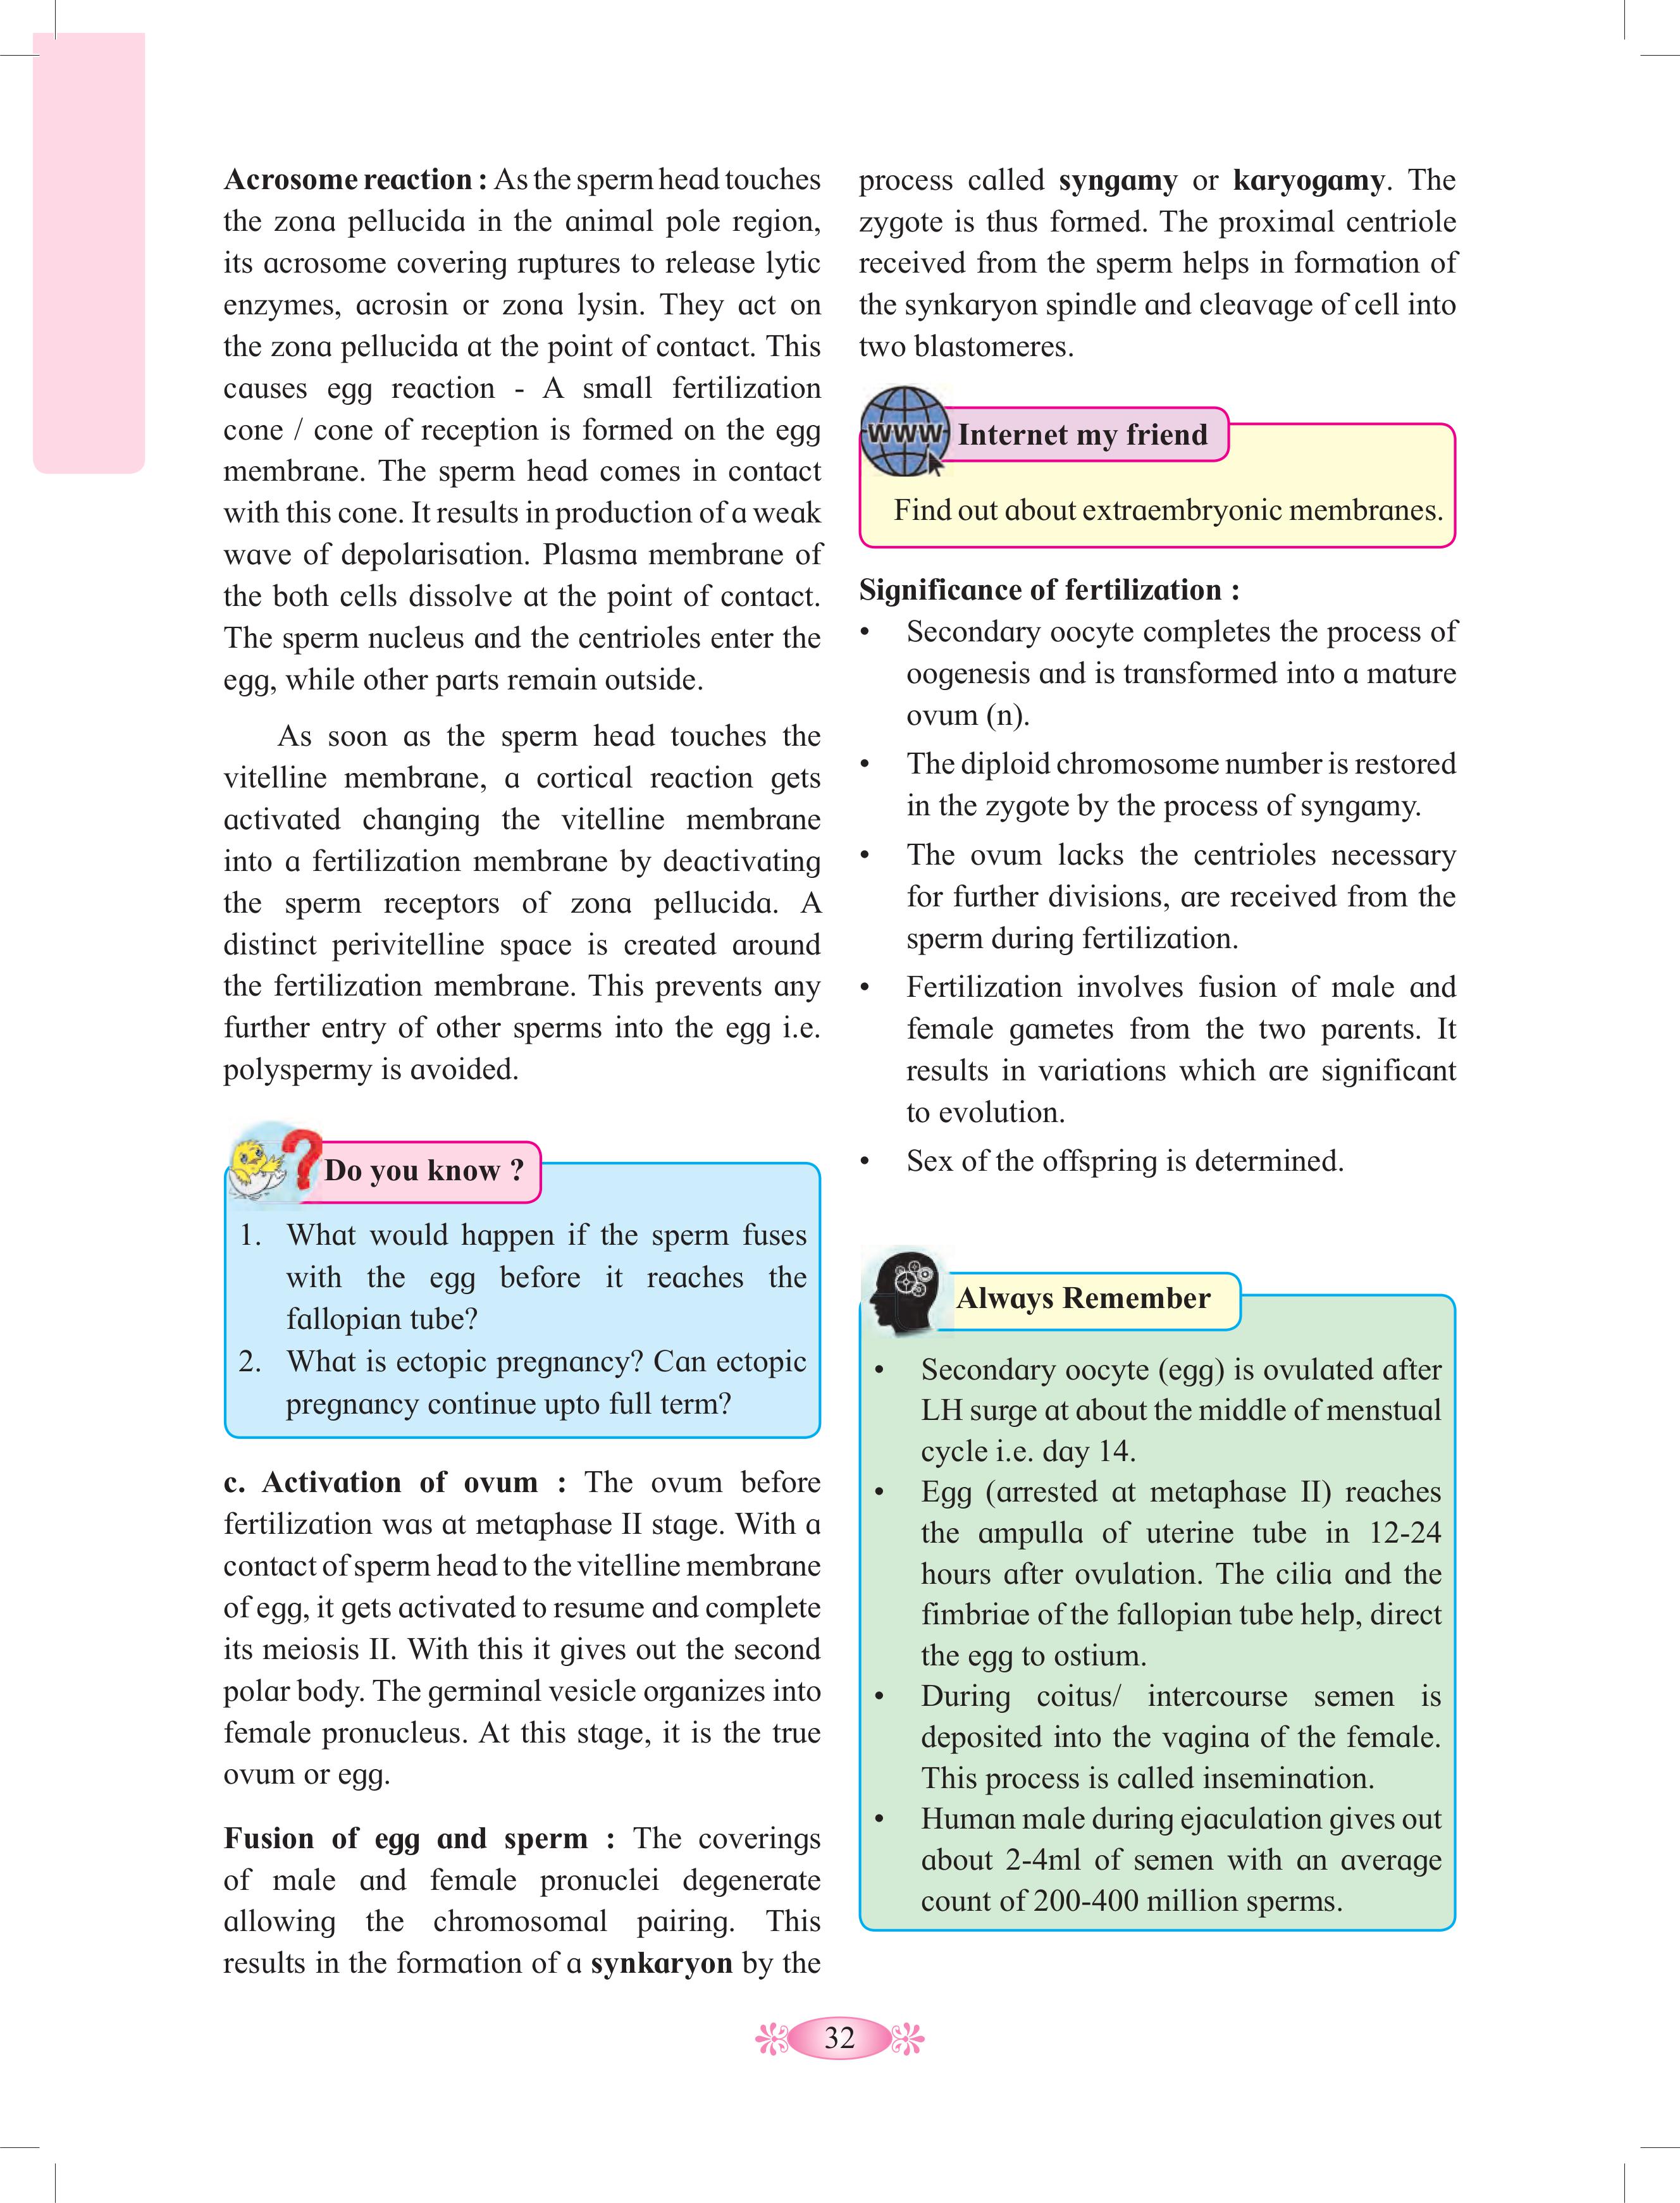 Acrosome reaction : As the sperm head touches
the zona pellucida in the animal pole region,
its acrosome covering ruptures to release lytic
enzymes, acrosin or zona lysin. They act on
the zona pellucida at the point of contact. This
causes egg reaction - A small fertilization
cone / cone of reception is formed on the egg
membrane. The sperm head comes in contact
with this cone. It results in production of a weak
wave of depolarisation. Plasma membrane of
the both cells dissolve at the point of contact.
The sperm nucleus and the centrioles enter the
egg, while other parts remain outside.
As soon as the sperm head touches the
vitelline membrane, a cortical reaction gets
activated changing the vitelline membrane
into a fertilization membrane by deactivating
the sperm receptors of zona pellucida. A
distinct perivitelline space is created around
the fertilization membrane. This prevents any
further entry of other sperms into the egg i.e.
polyspermy is avoided.
Do you know ?
1. What would happen if the sperm fuses
with the egg before it reaches the
fallopian tube?
2. What is ectopic pregnancy? Can ectopic
pregnancy continue upto full term?
c. Activation of ovum : The ovum before
fertilization was at metaphase II stage. With a
contact of sperm head to the vitelline membrane
of egg, it gets activated to resume and complete
its meiosis II. With this it gives out the second
polar body. The germinal vesicle organizes into
female pronucleus. At this stage, it is the true
ovum or egg.
Fusion of egg and sperm : The coverings
of male and female pronuclei degenerate
allowing the chromosomal pairing. This
results in the formation of a synkaryon by the
process called syngamy or karyogamy. The
zygote is thus formed. The proximal centriole
received from the sperm helps in formation of
the synkaryon spindle and cleavage of cell into
two blastomeres.
WWW
Internet my friend
Find out about extraembryonic membranes.
Significance of fertilization :
• Secondary oocyte completes the process of
oogenesis and is transformed into a mature
ovum (n).
• The diploid chromosome number is restored
in the zygote by the process of syngamy.
• The ovum lacks the centrioles necessary
for further divisions, are received from the
sperm during fertilization.
• Fertilization involves fusion of male and
female gametes from the two parents. It
results in variations which are significant
to evolution.
• Sex of the offspring is determined.
Always Remember
• Secondary oocyte (egg) is ovulated after
LH surge at about the middle of menstual
cycle i.e. day 14.
• Egg (arrested at metaphase II) reaches
the ampulla of uterine tube in 12-24
hours after ovulation. The cilia and the
fimbriae of the fallopian tube help, direct
the egg to ostium.
• During coitus/ intercourse semen is
deposited into the vagina of the female.
This process is called insemination.
• Human male during ejaculation gives out
about 2-4ml of semen with an average
count of 200-400 million sperms.
32